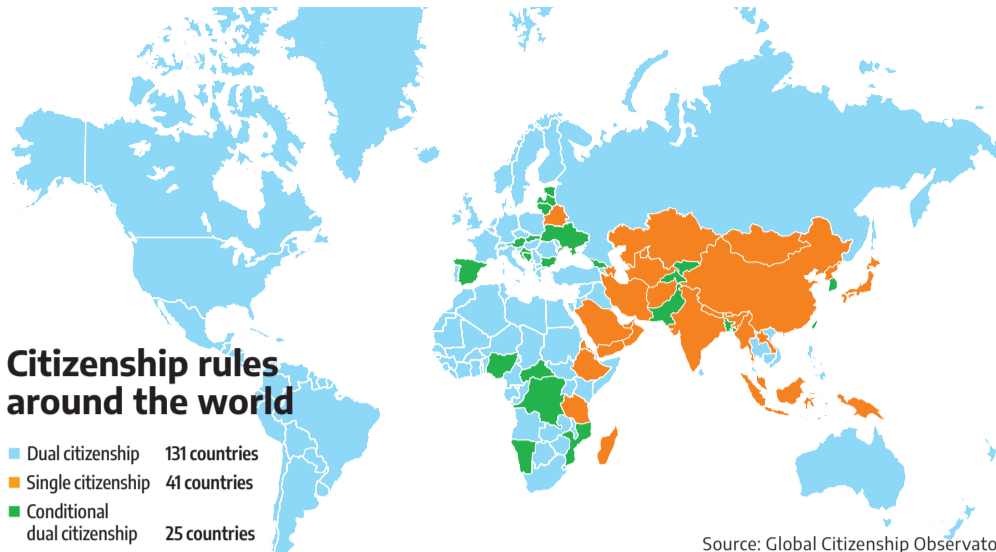 Citizenship rules
around the world
Dual citizenship 131 countries
Single citizenship 41 countries
Conditional
dual citizenship 25 countries
Source: Global Citizenship Observato